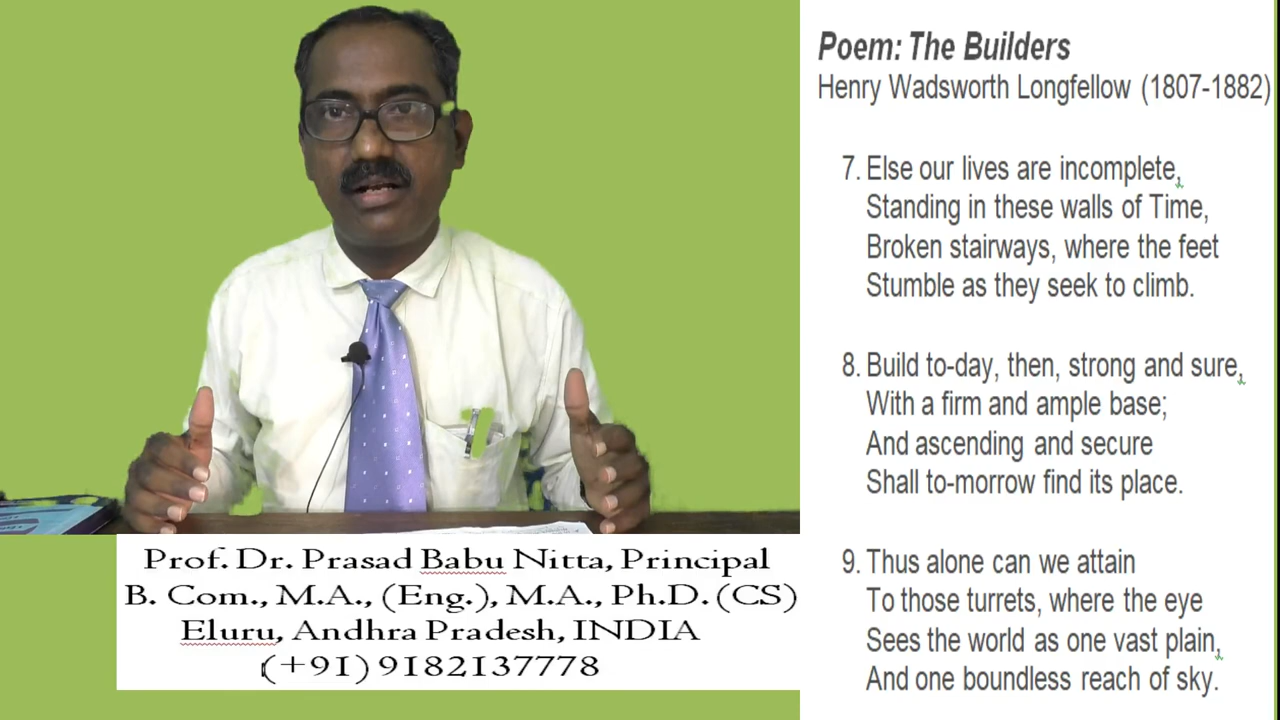 Poem: The Builders
Henry Wadsworth Longfellow (1807-1882)
7. Else our lives are incomplete,
Standing in these walls of Time,
Broken stairways, where the feet
Stumble as they seek to climb.
8. Build to-day, then, strong and sure,
With a firm and ample base;
And ascending and secure
Shall to-morrow find its place.
9. Thus alone can we attain
To those turrets, where the eye
Sees the world as one vast plain,
And one boundless reach of sky.
Prof. Dr. Prasad Babu Nitta, Principal
B. Com., M.A., (Eng.), M.A., Ph.D. (CS)
Eluru, Andhra Pradesh, INDIA
(+91) 9182137778